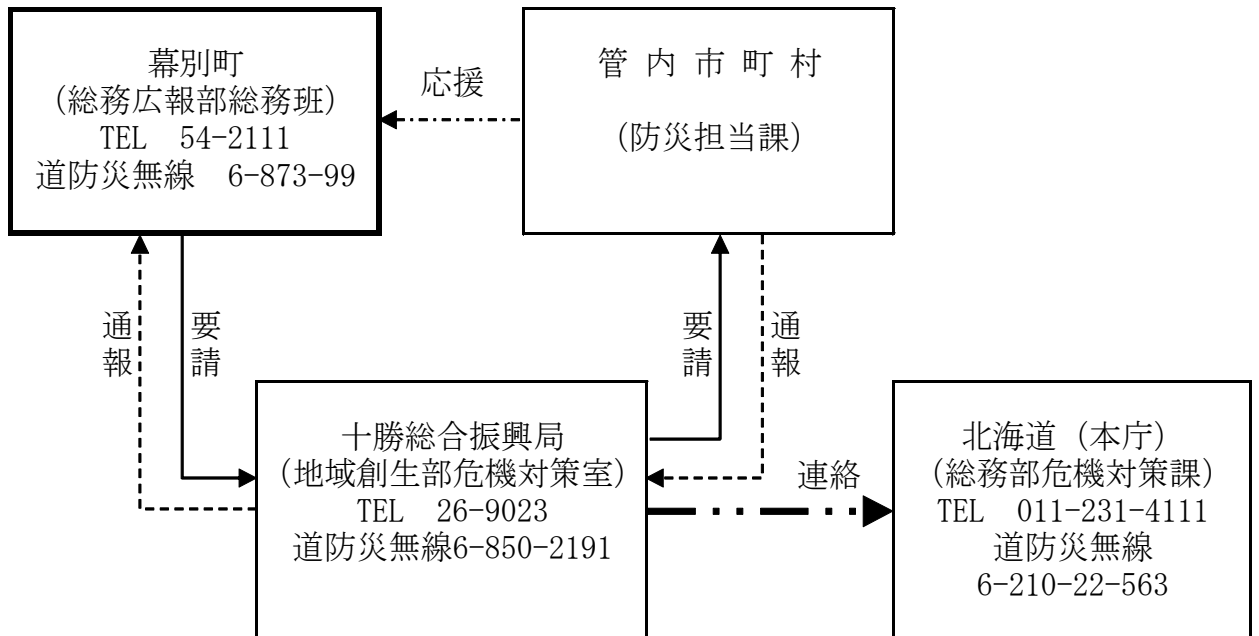 幕別町
(総務広報部総務班)
TEL 54-2111
道防災無線 6-873-99
応援
管 内 市 町 村
(防災担当課)
通報
要請
要請
通報
十勝総合振興局
(地域創生部危機対策室)
TEL 26-9023
道防災無線6-850-2191
連絡
北海道(本庁)
(総務部危機対策課)
TEL 011-231-4111
道防災無線
6-210-22-563